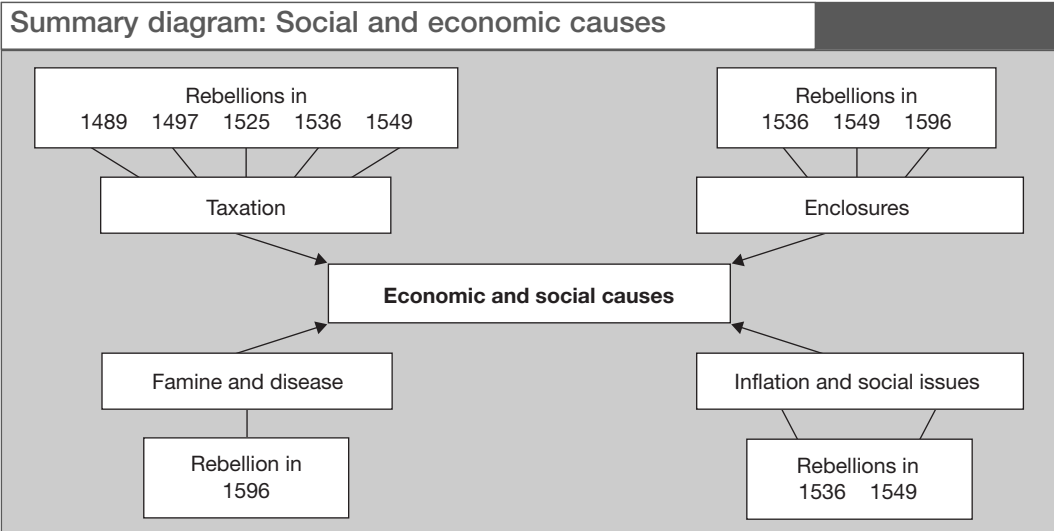 Summary diagram: Social and economic causes
Rebellions in
1489 1497 1525 1536 1549
Taxation
Rebellions in
1536 1549 1596
Enclosures
Economic and social causes
Famine and disease
Rebellion in
1596
Inflation and social issues
Rebellions in
1536 1549